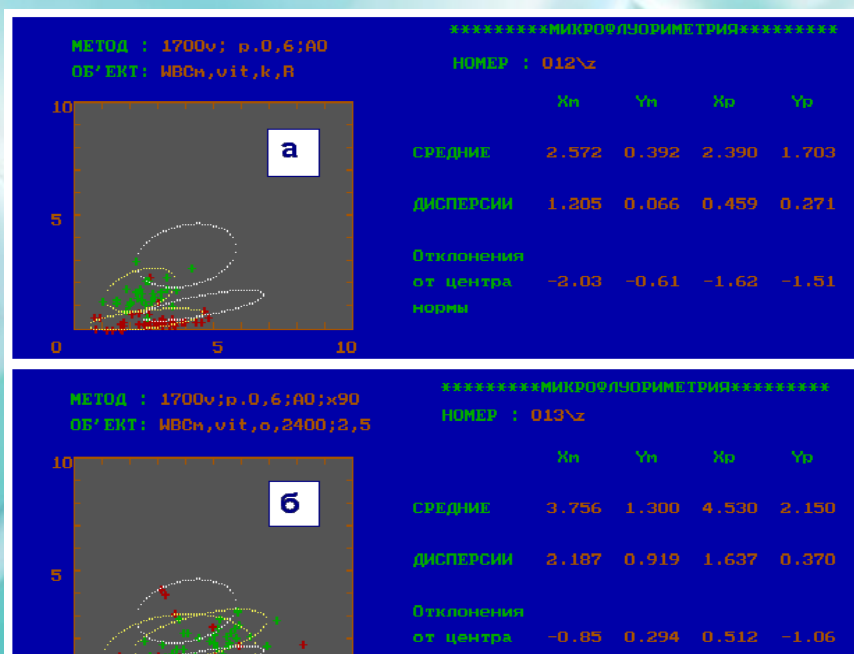 *********МИКРОФЛУОРИМЕТРИЯ*********
МЕТОД : 1700v; p.0,6;A0
ОБ'ЕКТ: WBCm,vit,k,R
НОМЕР : 012\z
Xm Ym Xp Yp
10
а
СРЕДНИЕ 2.572 0.392 2.390 1.703
ДИСПЕРСИИ 1.205 0.066 0.459 0.271
5
Отклонения
от центра -2.03 -0.61 -1.62 -1.51
нормы
0 5 10
*********МИКРОФЛУОРИМЕТРИЯ*********
МЕТОД : 1700v;p.0,6;A0;x90
ОБ'ЕКТ: WBCm,vit,o,2400;2,5
НОМЕР : 013\z
Xm Ym Xp Yp
10
б
СРЕДНИЕ 3.756 1.300 4.530 2.150
ДИСПЕРСИИ 2.187 0.919 1.637 0.370
5
Отклонения
от центра -0.85 0.294 0.512 -1.06